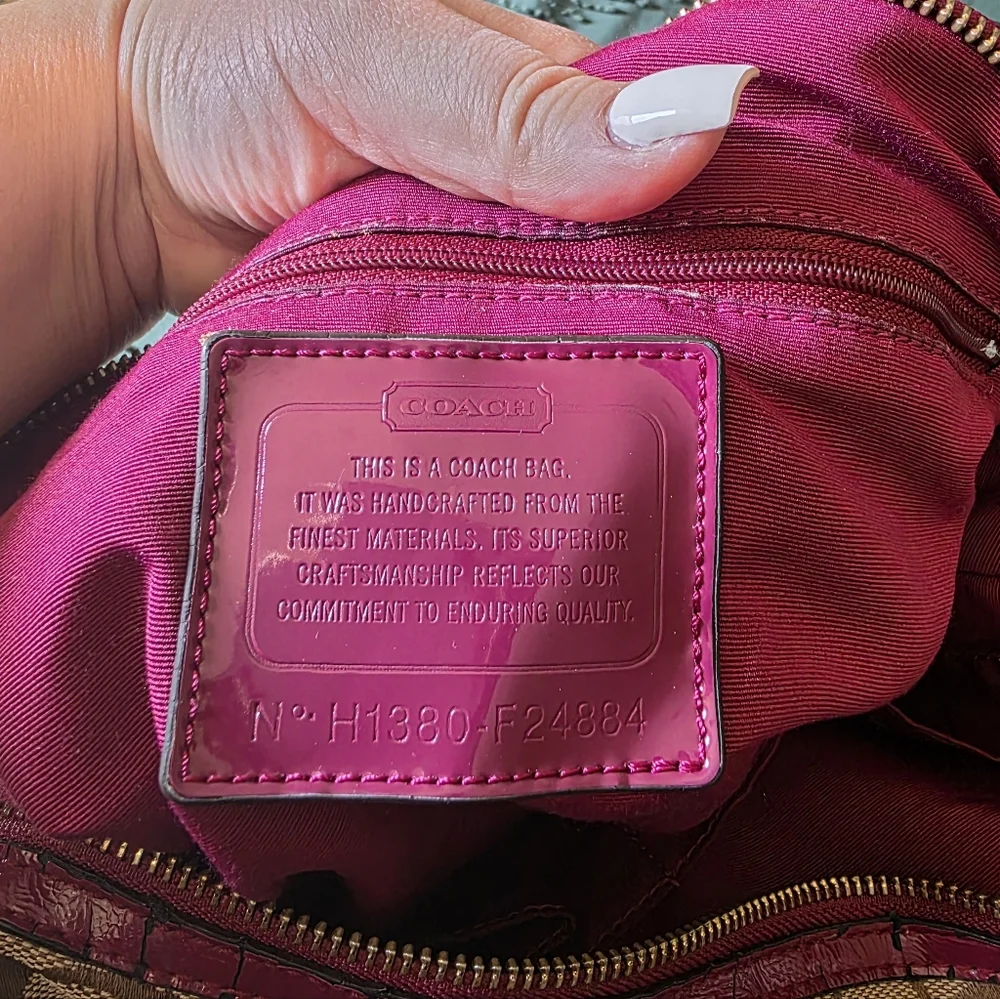 COACH
THIS IS A COACH BAG.
IT WAS HANDCRAFTED FROM THE
FINEST MATERIALS. ITS SUPERIOR
CRAFTSMANSHIP REFLECTS OUR
COMMITMENT TO ENDURING QUALITY.
Nº· H1380-F24884